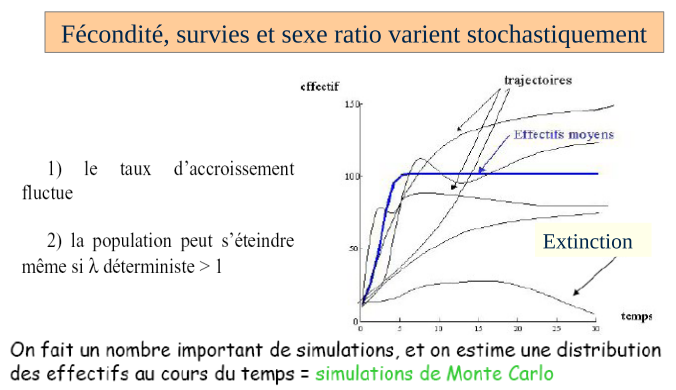 Fécondité, survies et sexe ratio varient stochastiquement
effectif
trajectoires
150
Effectifs moyens
1) le taux d'accroissement
fluctue
100
2) la population peut s'éteindre
même si λ déterministe > 1
50
Extinction
temps
0
0 5 10 15 20 25 30
On fait un nombre important de simulations, et on estime une distribution
des effectifs au cours du temps = simulations de Monte Carlo